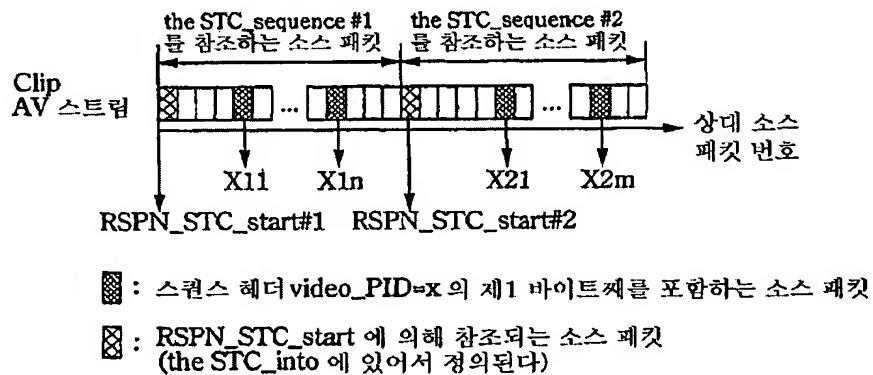 the STC_sequence #1
를 참조하는 소스 패킷
the STC_sequence #2
를 참조하는 소스 패킷
Clip
AV 스트림
...
...
상대 소스
패킷 번호
X11
X1n
X21
X2m
RSPN_STC_start#1
RSPN_STC_start#2
: 스퀀스 헤더 video_PID=x 의 제1 바이트째를 포함하는 소스 패킷
: RSPN_STC_start 에 의해 참조되는 소스 패킷
(the STC_into 에 있어서 정의된다)